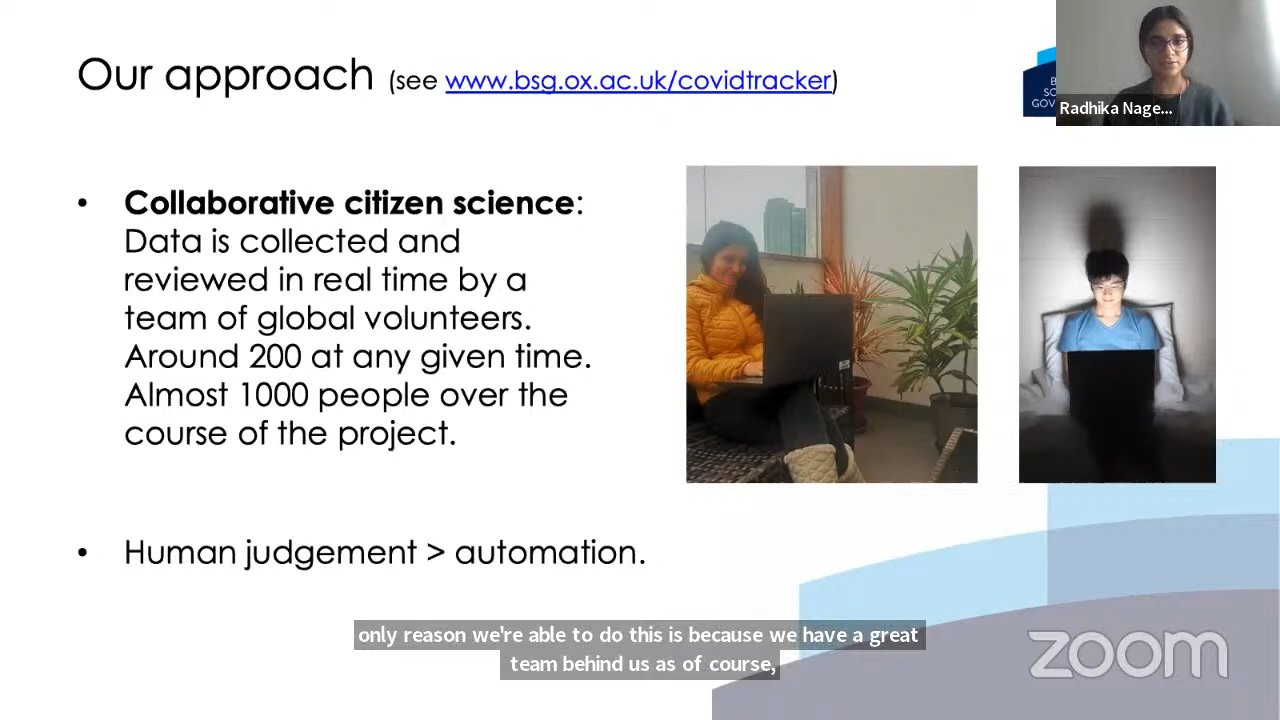 Our approach (see www.bsg.ox.ac.uk/covidtracker)
Radhika Nage...
• Collaborative citizen science:
Data is collected and
reviewed in real time by a
team of global volunteers.
Around 200 at any given time.
Almost 1000 people over the
course of the project.
• Human judgement > automation.
only reason we're able to do this is because we have a great
team behind us as of course,
zoom